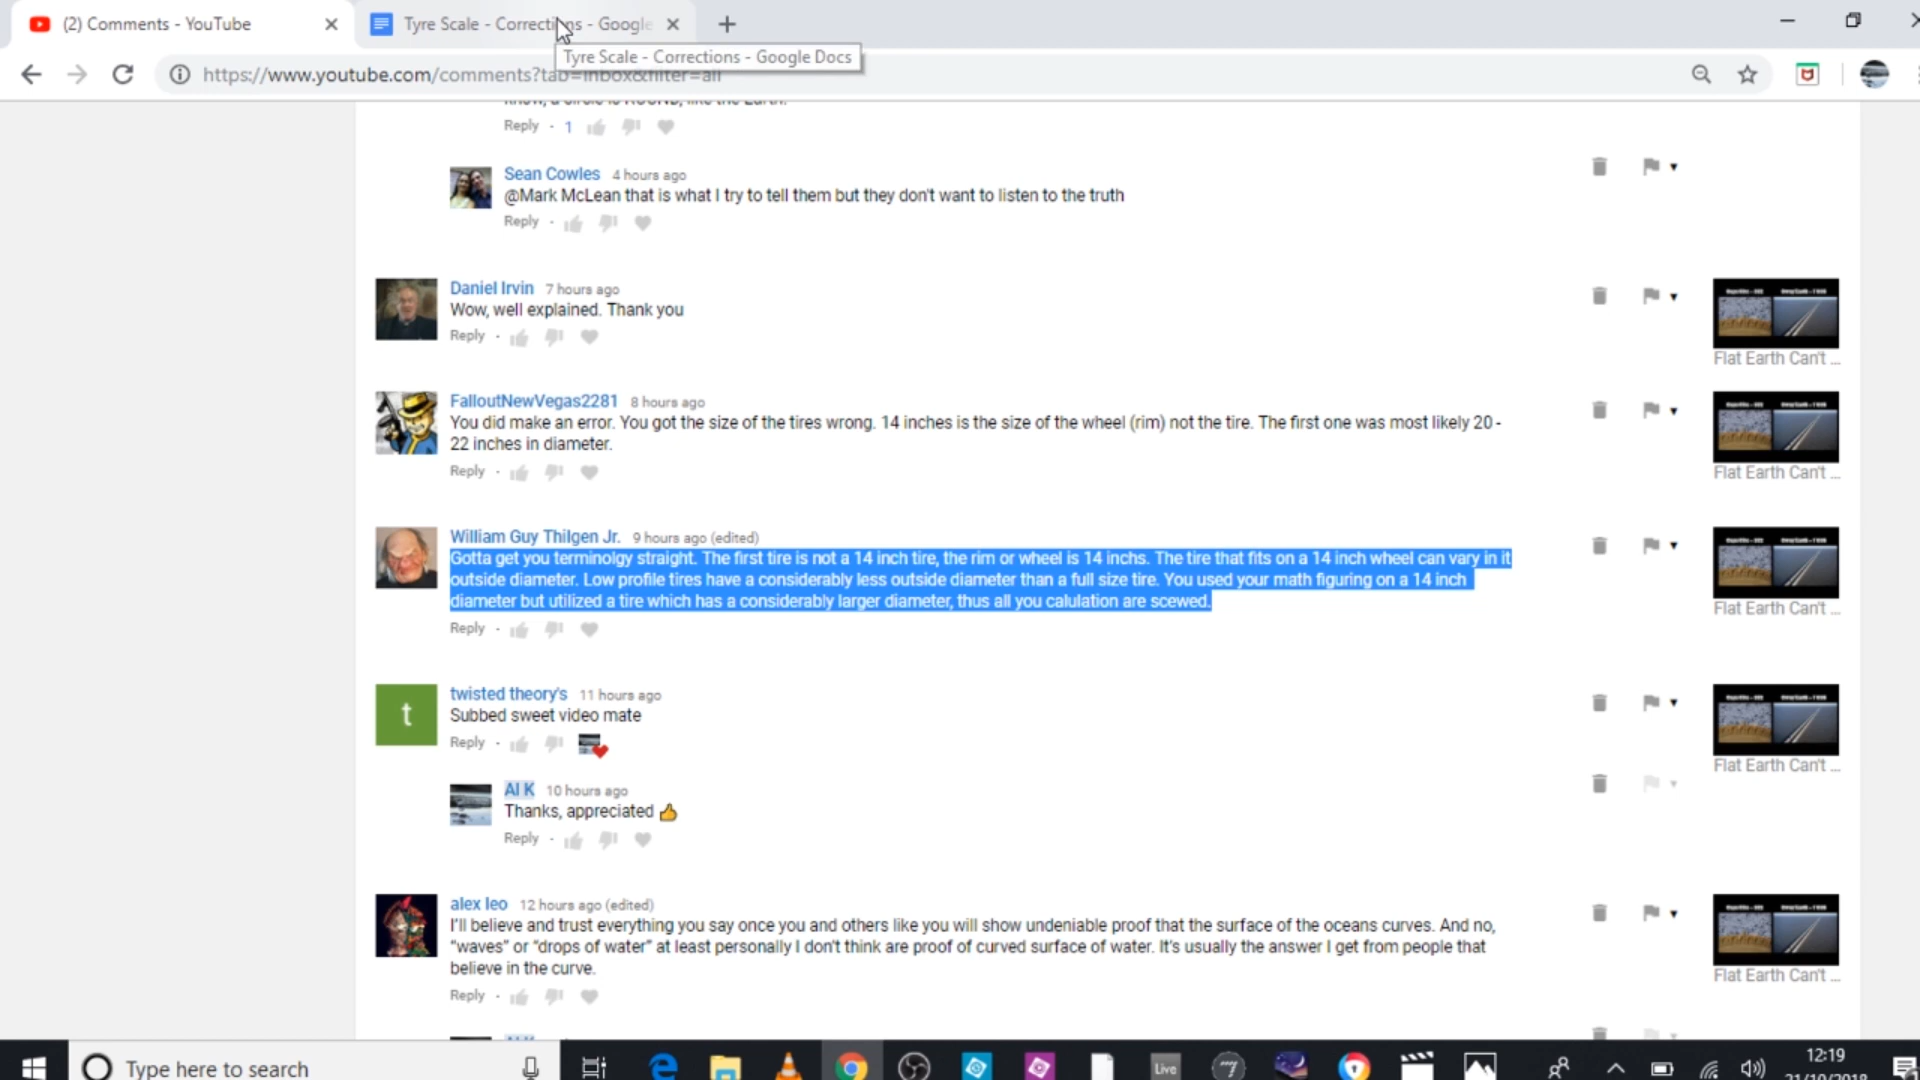 (2) Comments - YouTube
Tyre Scale - Corrections - Google
Tyre Scale - Corrections - Google Docs
https://www.youtube.com/comments?tab=inbox&filter=all
know, a circle is ROUND, like the Earth.
Reply · 1
Sean Cowles 4 hours ago
@Mark McLean that is what I try to tell them but they don't want to listen to the truth
Reply ·
Daniel Irvin 7 hours ago
Wow, well explained. Thank you
Reply ·
Flat Earth Can't ...
FalloutNewVegas2281 8 hours ago
You did make an error. You got the size of the tires wrong. 14 inches is the size of the wheel (rim) not the tire. The first one was most likely 20 -
22 inches in diameter.
Reply ·
Flat Earth Can't ...
William Guy Thilgen Jr. 9 hours ago (edited)
Gotta get you terminolgy straight. The first tire is not a 14 inch tire, the rim or wheel is 14 inchs. The tire that fits on a 14 inch wheel can vary in it
outside diameter. Low profile tires have a considerably less outside diameter than a full size tire. You used your math figuring on a 14 inch
diameter but utilized a tire which has a considerably larger diameter, thus all you calulation are scewed.
Reply ·
Flat Earth Can't ...
t
twisted theory's 11 hours ago
Subbed sweet video mate
Reply ·
Flat Earth Can't ...
Al K 10 hours ago
Thanks, appreciated 👍
Reply ·
alex leo 12 hours ago (edited)
I'll believe and trust everything you say once you and others like you will show undeniable proof that the surface of the oceans curves. And no,
"waves" or "drops of water" at least personally I don't think are proof of curved surface of water. It's usually the answer I get from people that
believe in the curve.
Reply ·
Flat Earth Can't ...
Type here to search
Live
12:19
21/10/2018